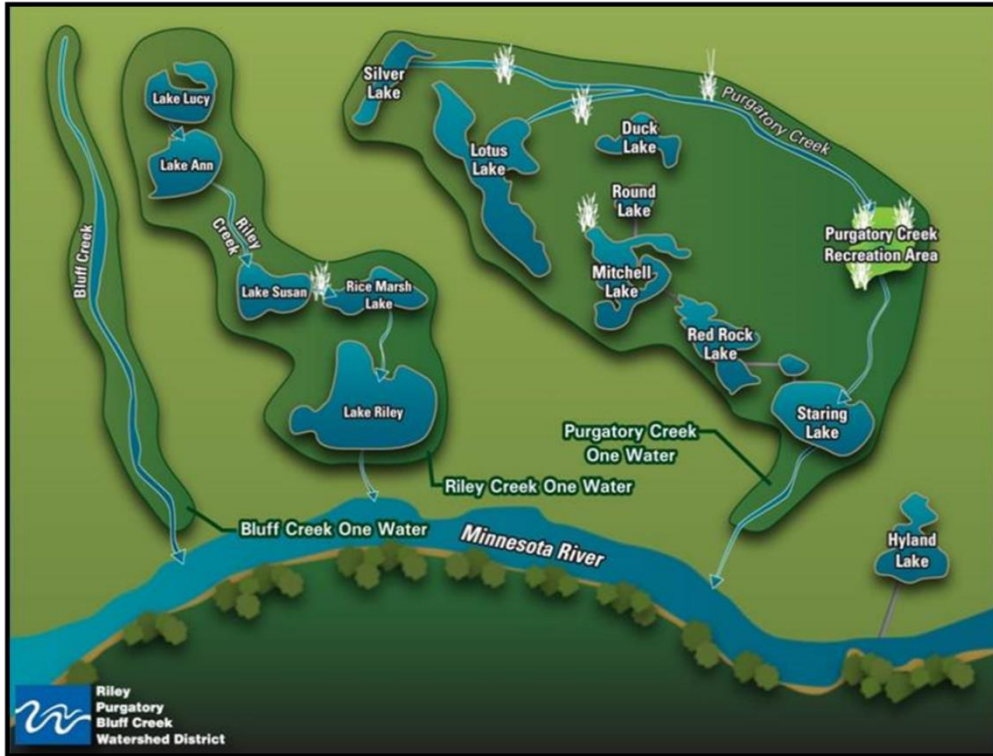 Silver
Lake
Lake Lucy
Purgatory Creek
Duck
Lake
Lotus
Lake
Lake Ann
Round
Lake
Riley
Creek
Bluff Creek
Purgatory Creek
Recreation Area
Mitchell
Lake
Lake Susan
Rice Marsh
Lake
Red Rock
Lake
Lake Riley
Staring
Lake
Purgatory Creek
One Water
Riley Creek One Water
Bluff Creek One Water
Minnesota River
Hyland
Lake
Riley
Purgatory
Bluff Creek
Watershed District